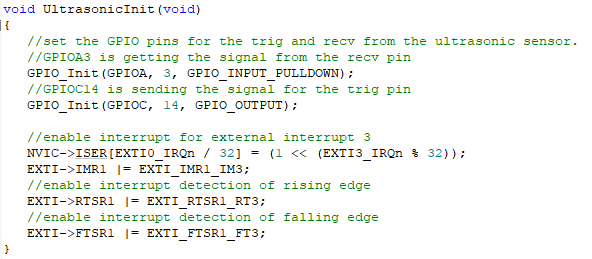 void UltrasonicInit(void)
{
//set the GPIO pins for the trig and recv from the ultrasonic sensor.
//GPIOA3 is getting the signal from the recv pin
GPIO_Init(GPIOA, 3, GPIO_INPUT_PULLDOWN);
//GPIOC14 is sending the signal for the trig pin
GPIO_Init(GPIOC, 14, GPIO_OUTPUT);
//enable interrupt for external interrupt 3
NVIC->ISER[EXTI0_IRQn / 32] = (1 << (EXTI3_IRQn % 32));
EXTI->IMR1 |= EXTI_IMR1_IM3;
//enable interrupt detection of rising edge
EXTI->RTSR1 |= EXTI_RTSR1_RT3;
//enable interrupt detection of falling edge
EXTI->FTSR1 |= EXTI_FTSR1_FT3;
}